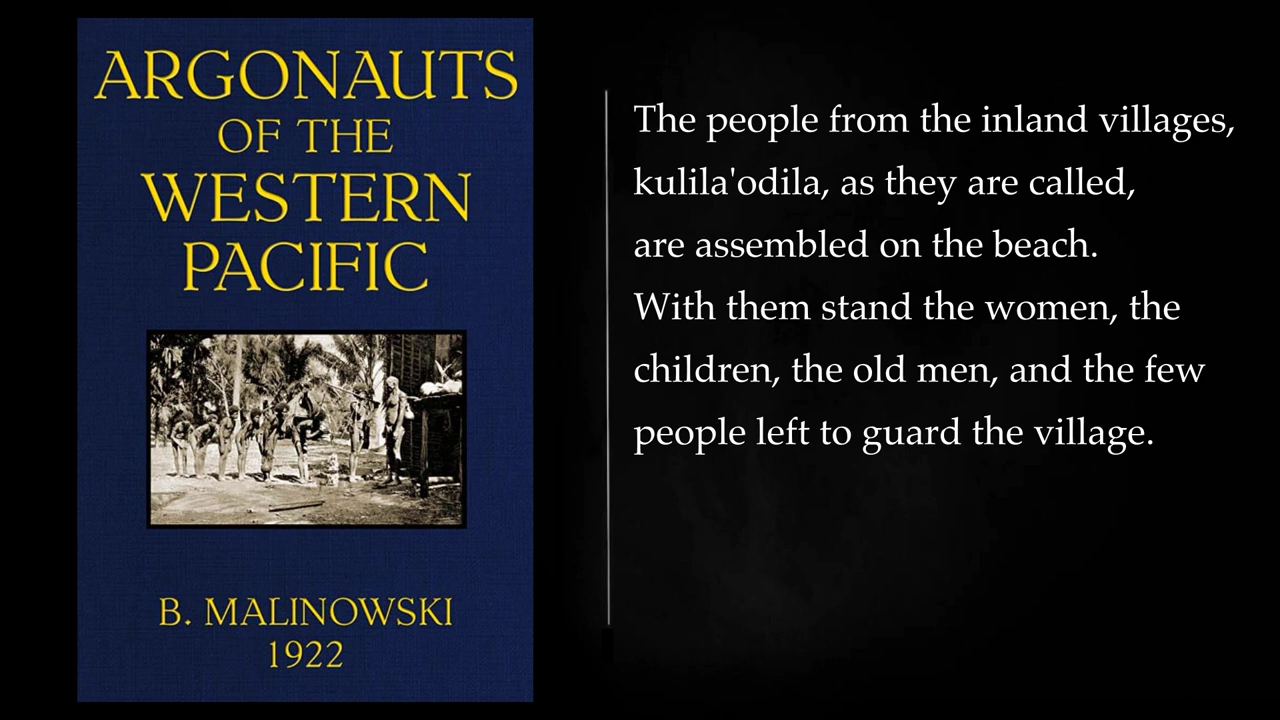 ARGONAUTS
OF THE
WESTERN
PACIFIC
B. MALINOWSKI
1922
The people from the inland villages,
kulila'odila, as they are called,
are assembled on the beach.
With them stand the women, the
children, the old men, and the few
people left to guard the village.